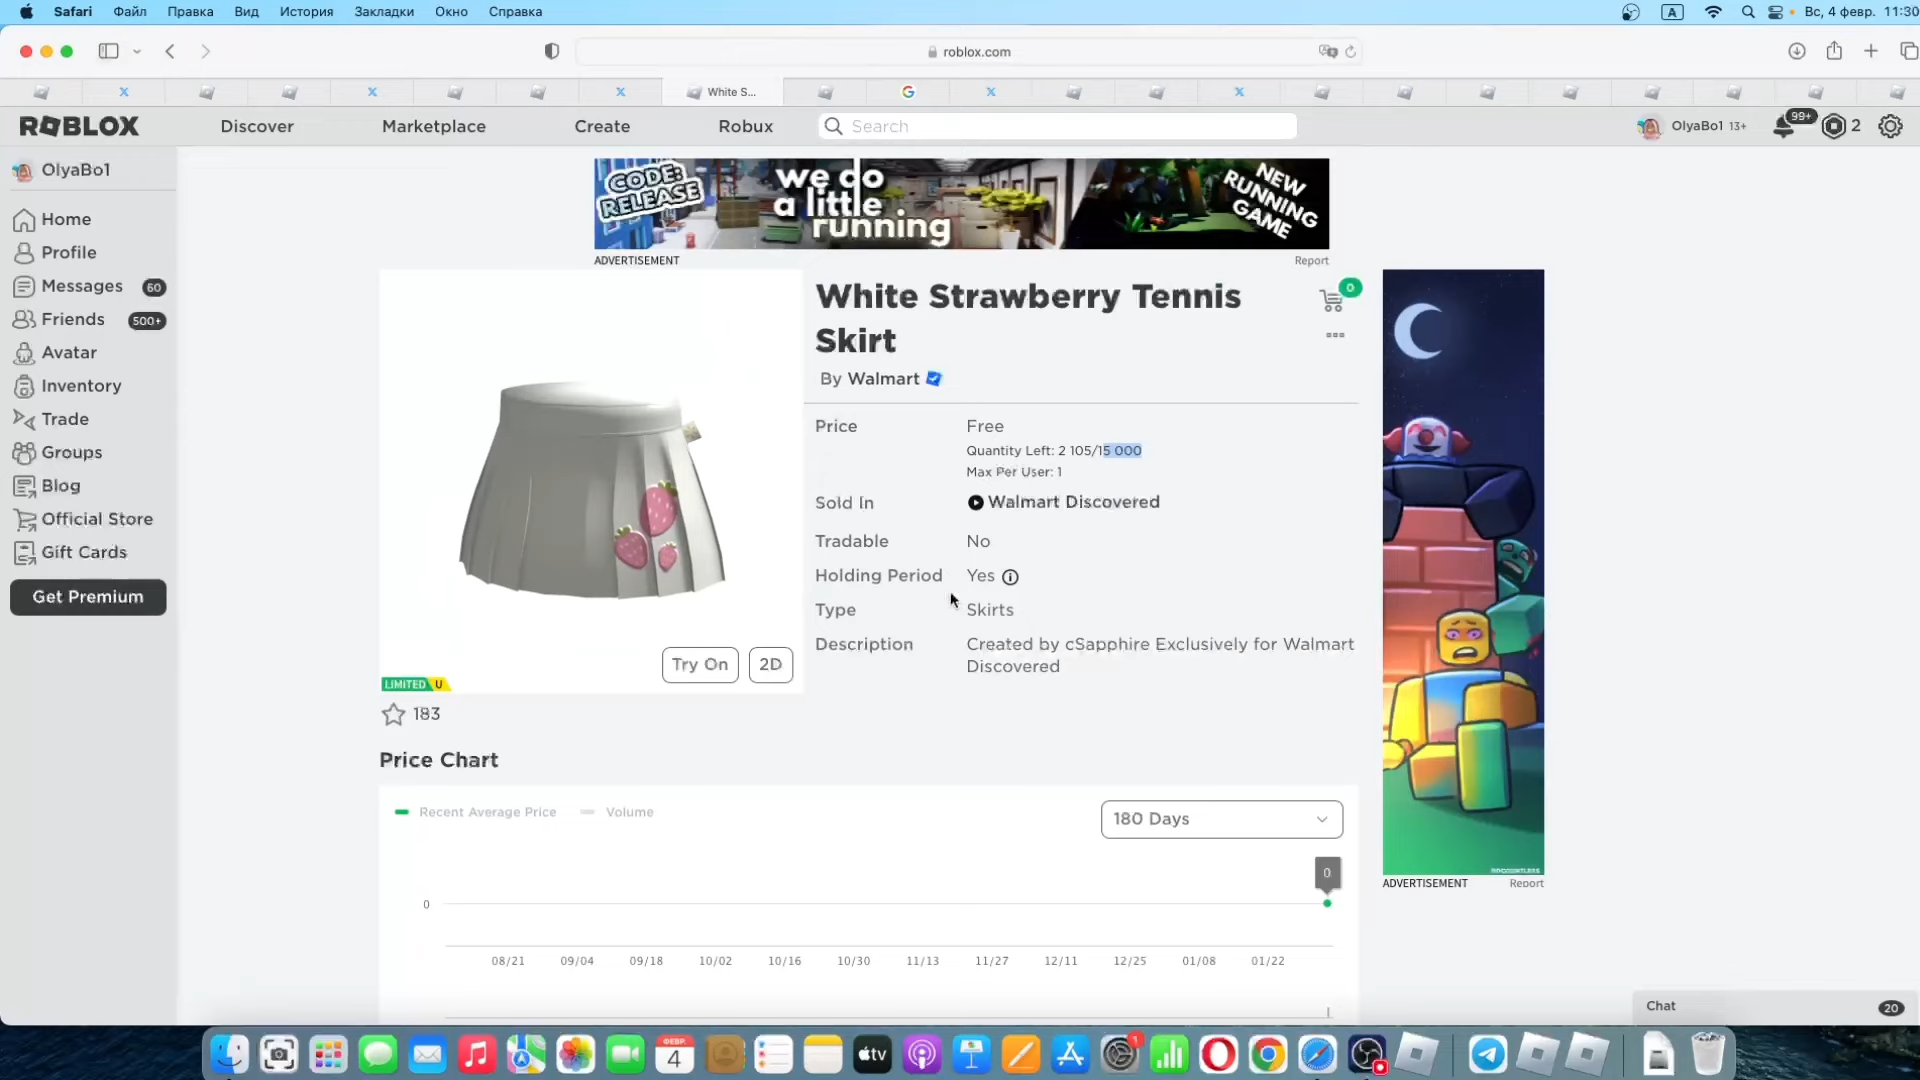 Safari Файл Правка Вид История Закладки Окно Справка
A Вс, 4 февр. 11:30
roblox.com
White S...
ROBLOX Discover Marketplace Create Robux Search OlyaBo1 13+ 99+ 2
OlyaBo1
Home
Profile
Messages 60
Friends 500+
Avatar
Inventory
Trade
Groups
Blog
Official Store
Gift Cards
Get Premium
CODE:
RELEASE
we do
a little
running
NEW
RUNNING
GAME
ADVERTISEMENT Report
White Strawberry Tennis
Skirt
0
By Walmart
Price Free
Quantity Left: 2 105/15 000
Max Per User: 1
Sold In Walmart Discovered
Tradable No
Holding Period Yes
Type Skirts
Description Created by cSapphire Exclusively for Walmart
Discovered
Try On 2D
LIMITED U
183
ADVERTISEMENT Report
Price Chart
Recent Average Price Volume
180 Days
0
0
08/21 09/04 09/18 10/02 10/16 10/30 11/13 11/27 12/11 12/25 01/08 01/22
Chat 20
ФЕВР.
4
tv
1